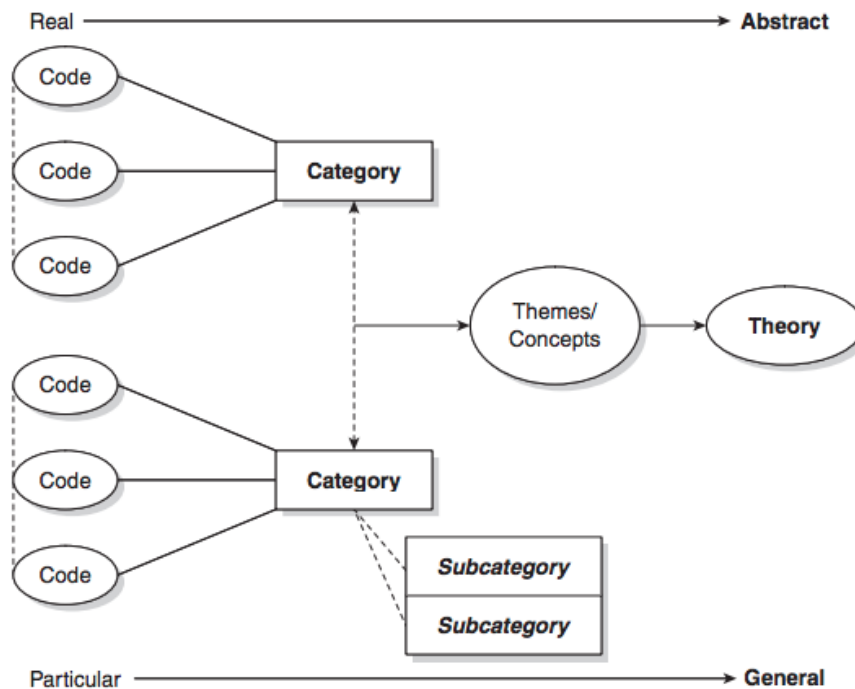 Real
Abstract
Code
Code
Category
Code
Themes/
Concepts
Theory
Code
Code
Category
Code
Subcategory
Subcategory
Particular
General